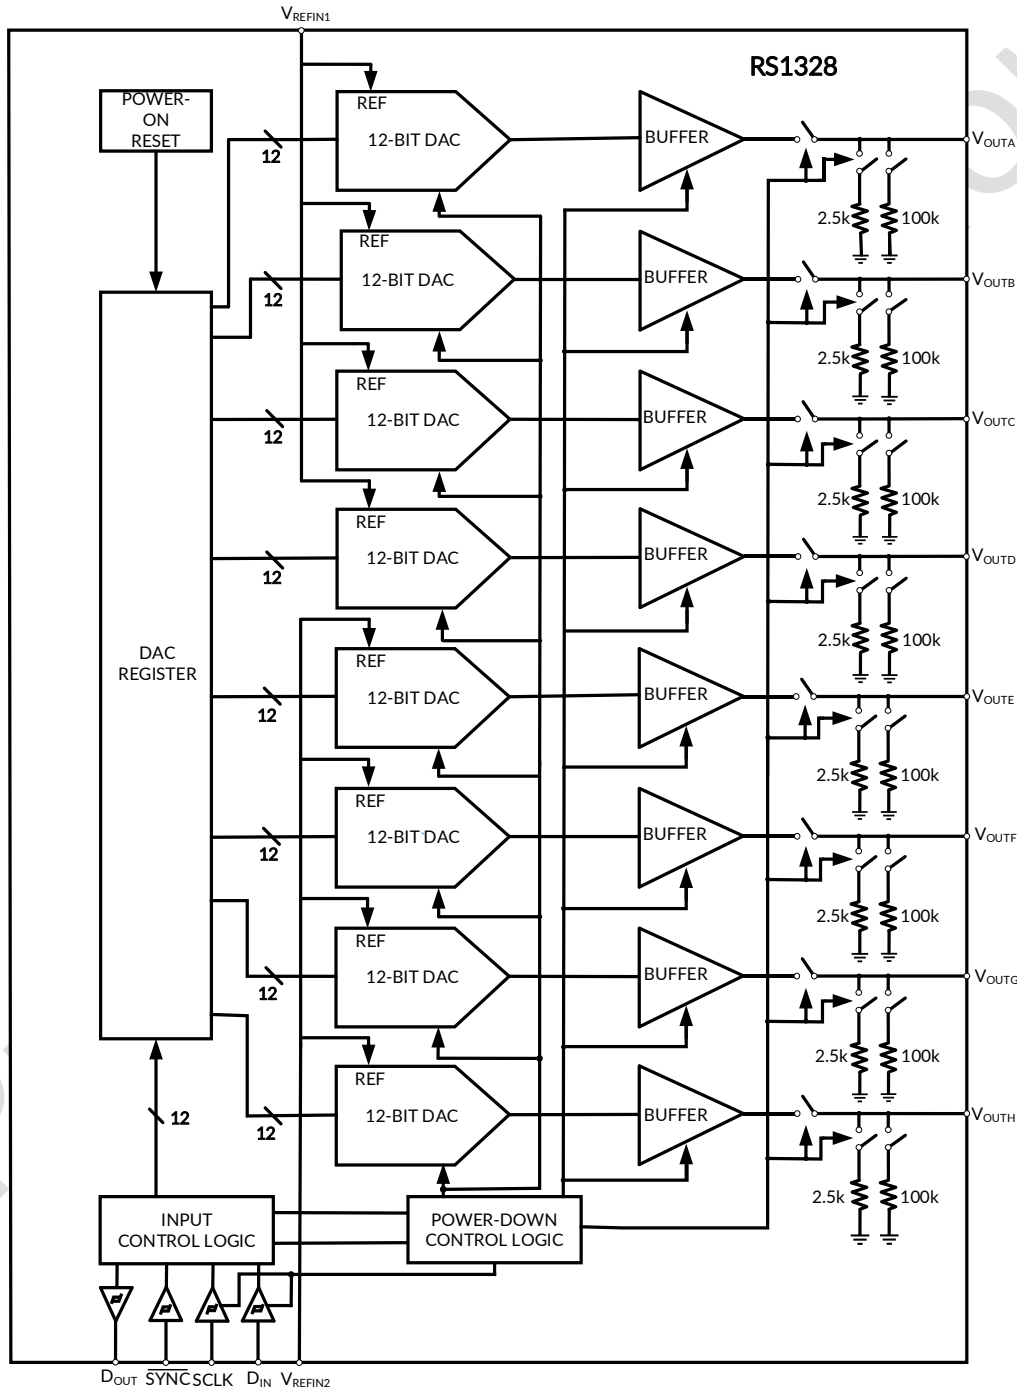 VREFIN1
RS1328
POWER-
ON
RESET
REF
12-BIT DAC
BUFFER
12
VOUTA
2.5k
100k
REF
12-BIT DAC
BUFFER
12
VOUTB
2.5k
100k
REF
12-BIT DAC
BUFFER
12
VOUTC
2.5k
100k
REF
12-BIT DAC
BUFFER
12
VOUTD
2.5k
100k
DAC
REGISTER
REF
12-BIT DAC
BUFFER
12
VOUTE
2.5k
100k
REF
12-BIT DAC
BUFFER
12
VOUTF
2.5k
100k
REF
12-BIT DAC
BUFFER
12
VOUTG
2.5k
100k
REF
12-BIT DAC
BUFFER
12
12
VOUTH
2.5k
100k
INPUT
CONTROL LOGIC
POWER-DOWN
CONTROL LOGIC
DOUT SYNC SCLK DIN VREFIN2